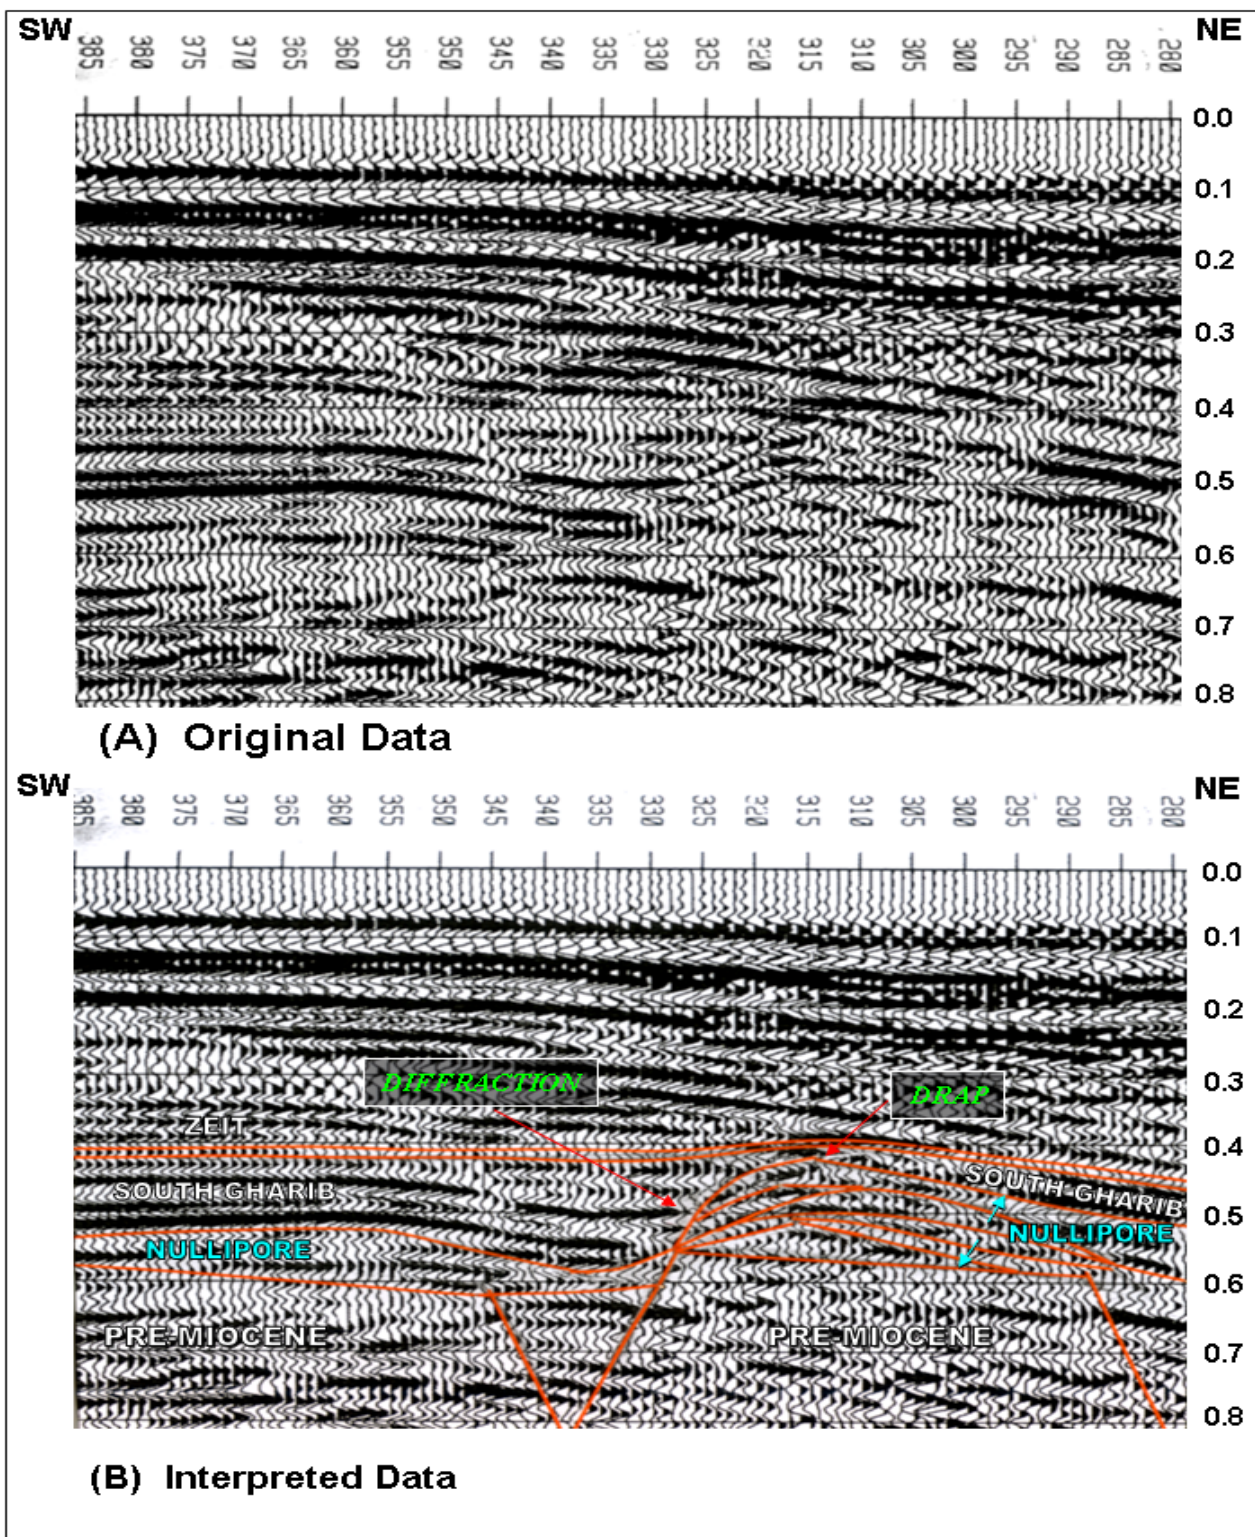 SW NE
385 380 375 370 365 360 355 350 345 340 335 330 325 320 315 310 305 300 295 290 285 280
0.0
0.1
0.2
0.3
0.4
0.5
0.6
0.7
0.8
(A) Original Data
SW NE
385 380 375 370 365 360 355 350 345 340 335 330 325 320 315 310 305 300 295 290 285 280
0.0
0.1
0.2
0.3
DIFFRACTION DRAP
ZEIT
0.4
SOUTH GHARIB SOUTH GHARIB
0.5
NULLIPORE NULLIPORE
0.6
PRE-MIOCENE PRE-MIOCENE
0.7
0.8
(B) Interpreted Data